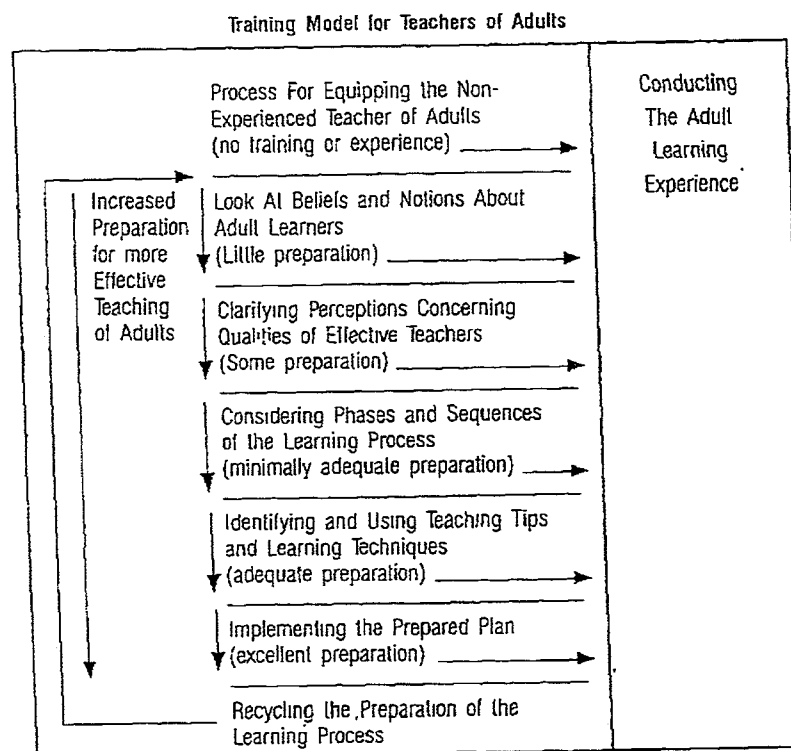 Training Model for Teachers of Adults
Process For Equipping the Non-
Experienced Teacher of Adults
(no training or experience)
Conducting
The Adult
Learning
Experience
Increased
Preparation
for more
Effective
Teaching
of Adults
Look At Beliefs and Notions About
Adult Learners
(Little preparation)
Clarifying Perceptions Concerning
Qualities of Effective Teachers
(Some preparation)
Considering Phases and Sequences
of the Learning Process
(minimally adequate preparation)
Identifying and Using Teaching Tips
and Learning Techniques
(adequate preparation)
Implementing the Prepared Plan
(excellent preparation)
Recycling the Preparation of the
Learning Process